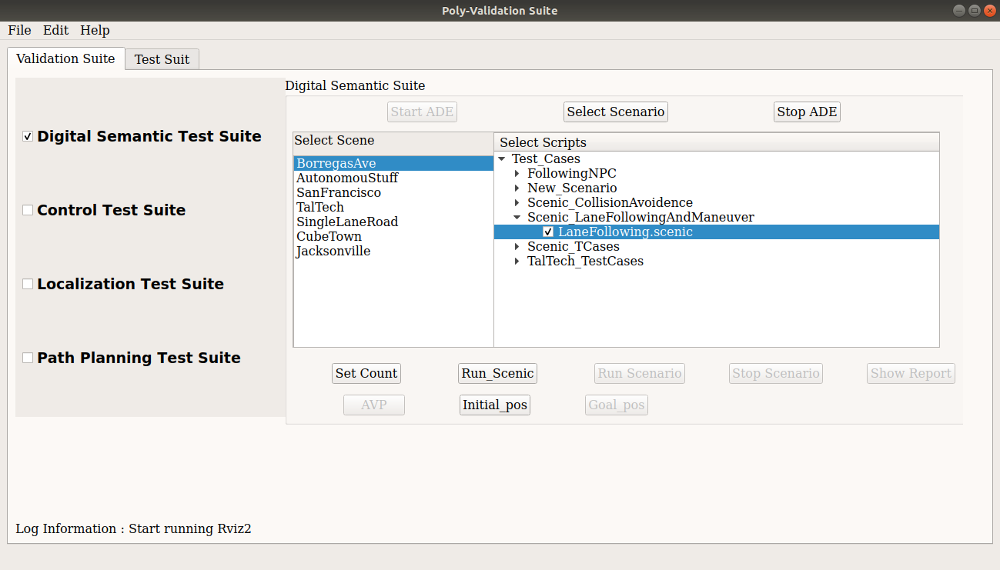 Poly-Validation Suite
File Edit Help
Validation Suite Test Suit
Digital Semantic Suite
Start ADE Select Scenario Stop ADE
Digital Semantic Test Suite
Control Test Suite
Localization Test Suite
Path Planning Test Suite
Select Scene
BorregasAve
AutonomouStuff
SanFrancisco
TalTech
SingleLaneRoad
CubeTown
Jacksonville
Select Scripts
Test_Cases
FollowingNPC
New_Scenario
Scenic_CollisionAvoidence
Scenic_LaneFollowingAndManeuver
LaneFollowing.scenic
Scenic_TCases
TalTech_TestCases
Set Count Run_Scenic Run Scenario Stop Scenario Show Report
AVP Initial_pos Goal_pos
Log Information : Start running Rviz2